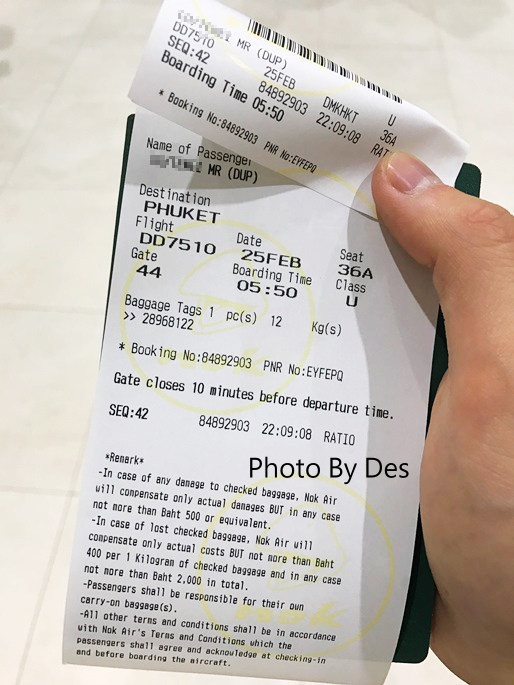 MR (DUP)
DD7510
25FEB
DMKHKT
U
SEQ:42
84892903
22:09:08
36A
Boarding Time 05:50
RATI
* Booking No:84892903 PNR No:EYFEPQ
Name of Passenger
MR (DUP)
Destination
PHUKET
Flight Date Seat
DD7510 25FEB 36A
Gate Boarding Time Class
44 05:50 U
Baggage Tags 1 pc(s) 12 Kg(s)
>> 28968122
* Booking No:84892903 PNR No:EYFEPQ
Gate closes 10 minutes before departure time.
SEQ:42 84892903 22:09:08 RATIO
Photo By Des
*Remark*
-In case of any damage to checked baggage, Nok Air
will compensate only actual damages BUT in any case
not more than Baht 500 or equivalent.
-In case of lost checked baggage, Nok Air will
compensate only actual costs BUT not more than Baht
400 per 1 Kilogram of checked baggage and in any case
not more than Baht 2,000 in total.
-Passengers shall be responsible for their own
carry-on baggage(s).
-All other terms and conditions shall be in accordance
with Nok Air's Terms and Conditions which the
passengers shall agree and acknowledge at checking-in
and before boarding the aircraft.